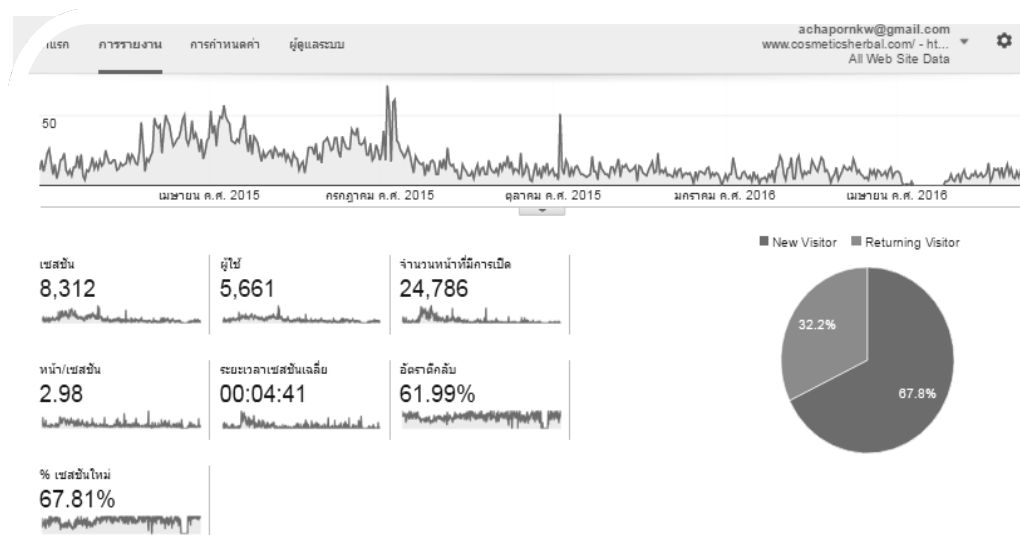 การรายงาน การกำหนดค่า ผู้ดูแลระบบ
achapornkw@gmail.com
www.cosmeticsherbal.com/ - ht...
All Web Site Data
50
เมษายน ค.ศ. 2015 กรกฎาคม ค.ศ. 2015 ตุลาคม ค.ศ. 2015 มกราคม ค.ศ. 2016 เมษายน ค.ศ. 2016
New Visitor Returning Visitor
เซสชัน ผู้ใช้ จำนวนหน้าที่มีการเปิด
8,312 5,661 24,786
32.2%
หน้า/เซสชัน ระยะเวลาเซสชันเฉลี่ย อัตราตีกลับ
2.98 00:04:41 61.99%
67.8%
% เซสชันใหม่
67.81%